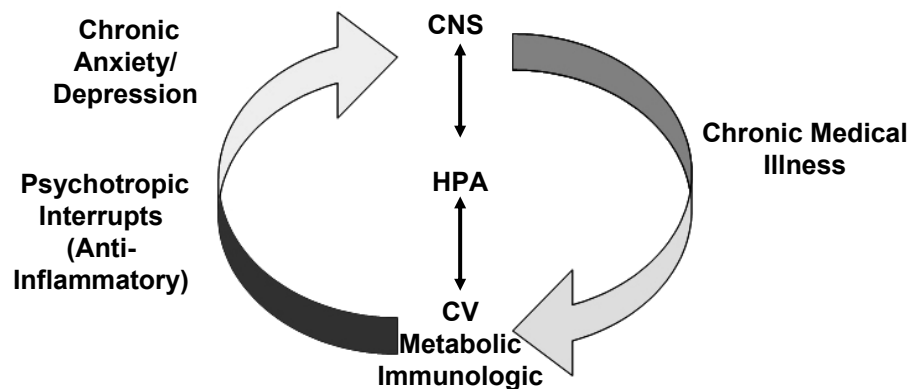 Chronic
Anxiety/
Depression
CNS
Chronic Medical
Illness
Psychotropic
Interrupts
(Anti-
Inflammatory)
HPA
CV
Metabolic
Immunologic